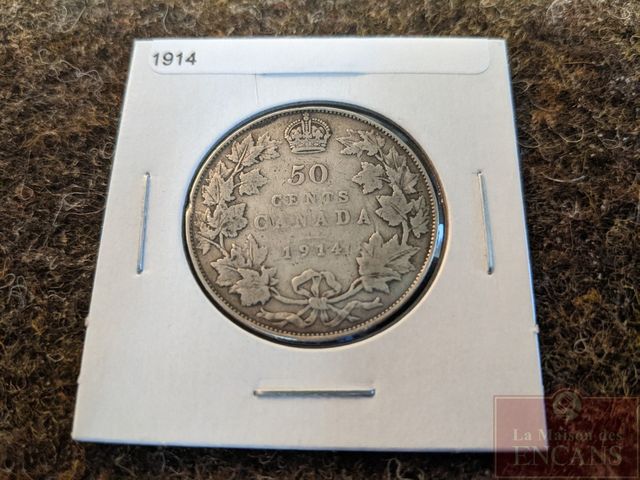 1914
50
CENTS
CANADA
1914
La Maison des
ENCANS